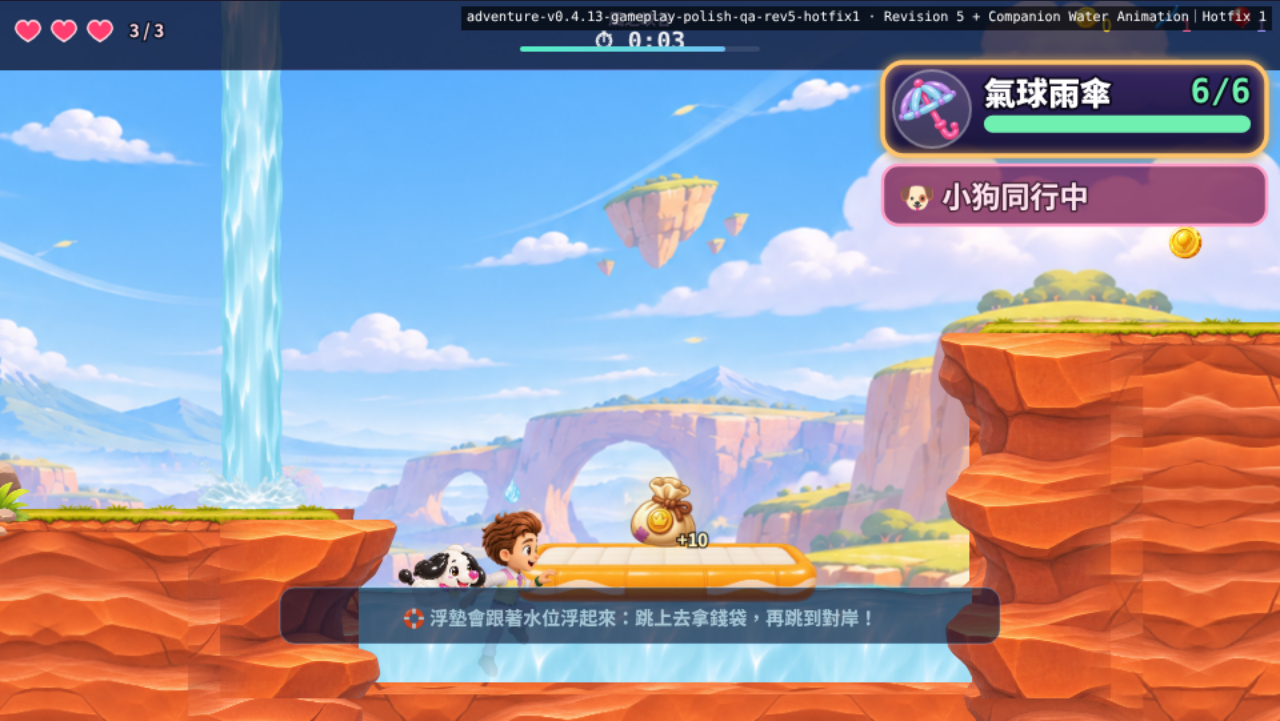 3/3
adventure-v0.4.13-gameplay-polish-qa-rev5-hotfix1 · Revision 5 + Companion Water Animation | Hotfix 1
0:03
氣球雨傘 6/6
小狗同行中
+10
浮墊會跟著水位浮起來：跳上去拿錢袋，再跳到對岸！